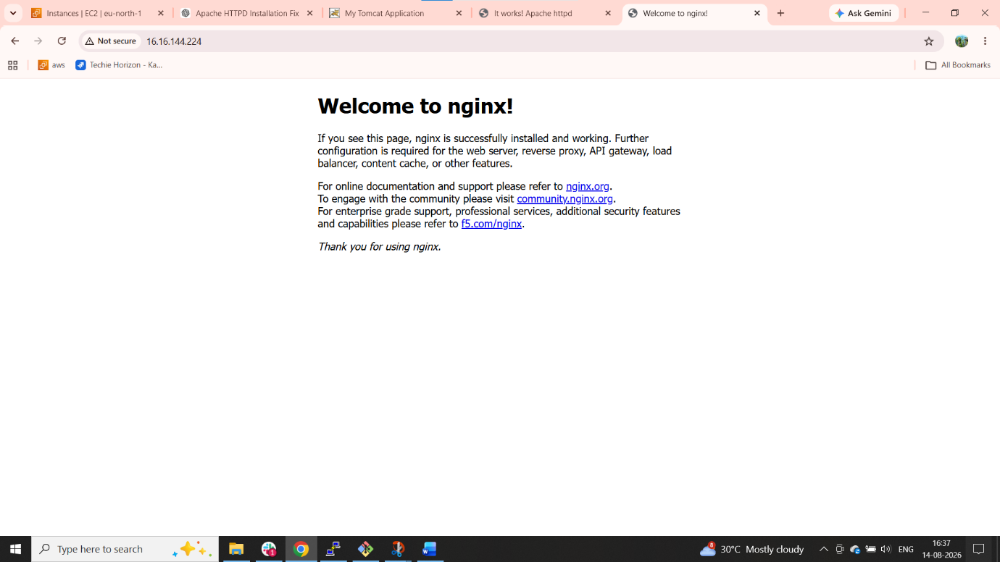 Instances | EC2 | eu-north-1
Apache HTTPD Installation Fix
My Tomcat Application
It works! Apache httpd
Welcome to nginx!
Ask Gemini
Not secure
16.16.144.224
aws
Techie Horizon - Ka...
All Bookmarks
Welcome to nginx!
If you see this page, nginx is successfully installed and working. Further
configuration is required for the web server, reverse proxy, API gateway, load
balancer, content cache, or other features.
For online documentation and support please refer to nginx.org.
To engage with the community please visit community.nginx.org.
For enterprise grade support, professional services, additional security features
and capabilities please refer to f5.com/nginx.
Thank you for using nginx.
Type here to search
1
8
30°C Mostly cloudy
ENG
16:37
14-08-2026